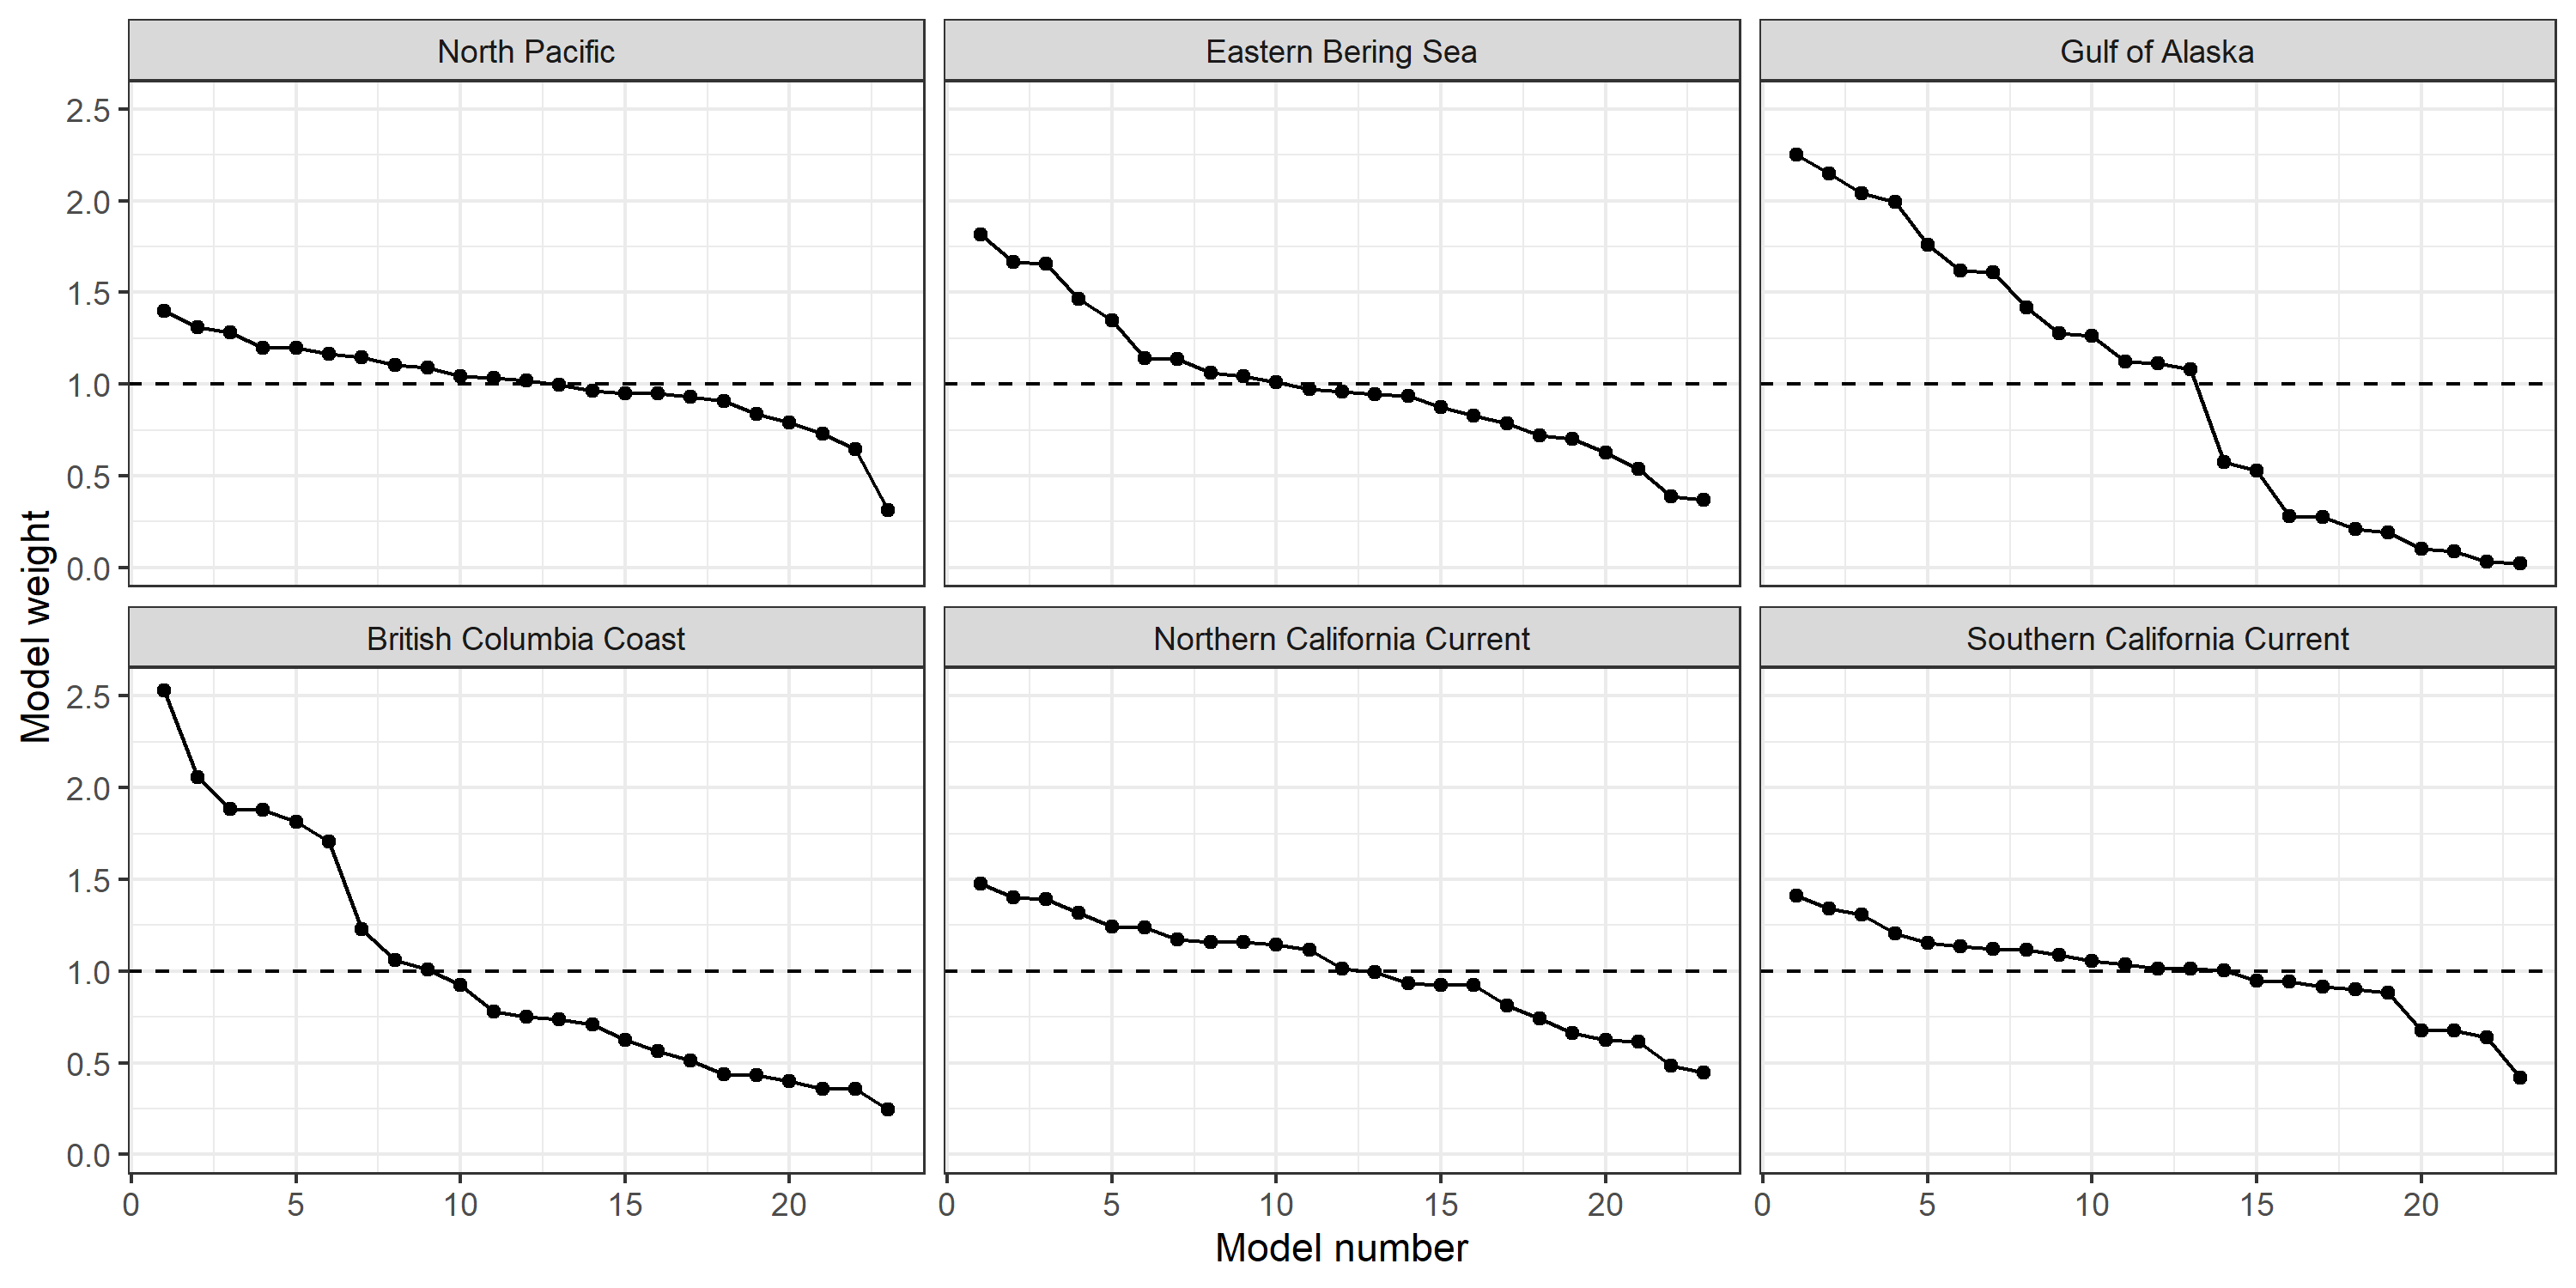 North Pacific
Eastern Bering Sea
Gulf of Alaska
2.5
2.0
1.5
1.0
0.5
0.0
British Columbia Coast
Northern California Current
Southern California Current
2.5
2.0
1.5
1.0
0.5
0.0
Model weight
0 5 10 15 20
0 5 10 15 20
0 5 10 15 20
Model number